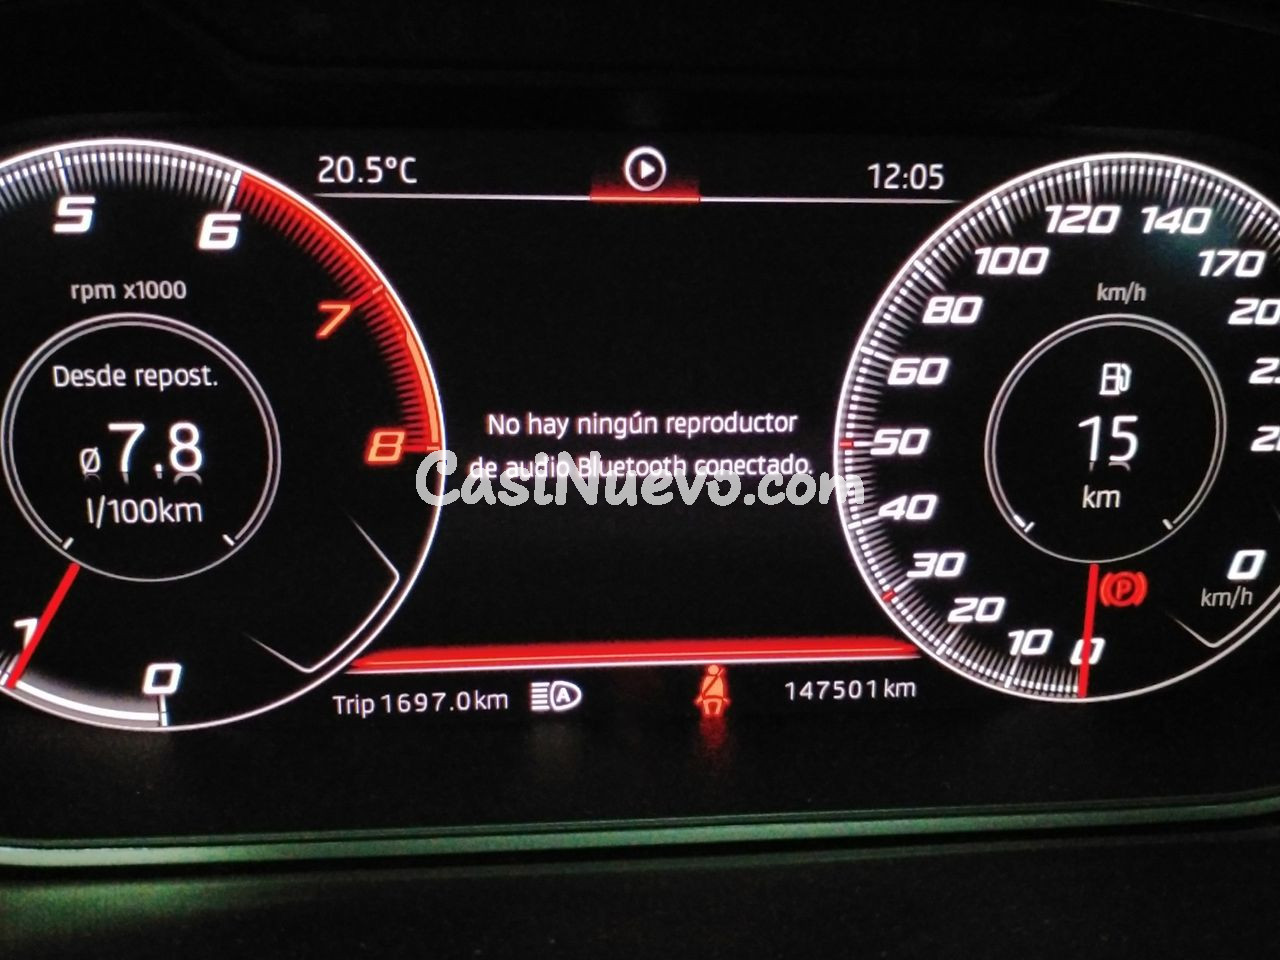 20.5°C
12:05
5
6
7
8
rpm x1000
Desde repost.
ø7.8
l/100km
1
0
No hay ningún reproductor
de audio Bluetooth conectado.
CasiNuevo.com
120
140
100
170
80
60
50
40
30
20
10
0
km/h
15
km
0
km/h
P
Trip 1697.0km
A
147501km